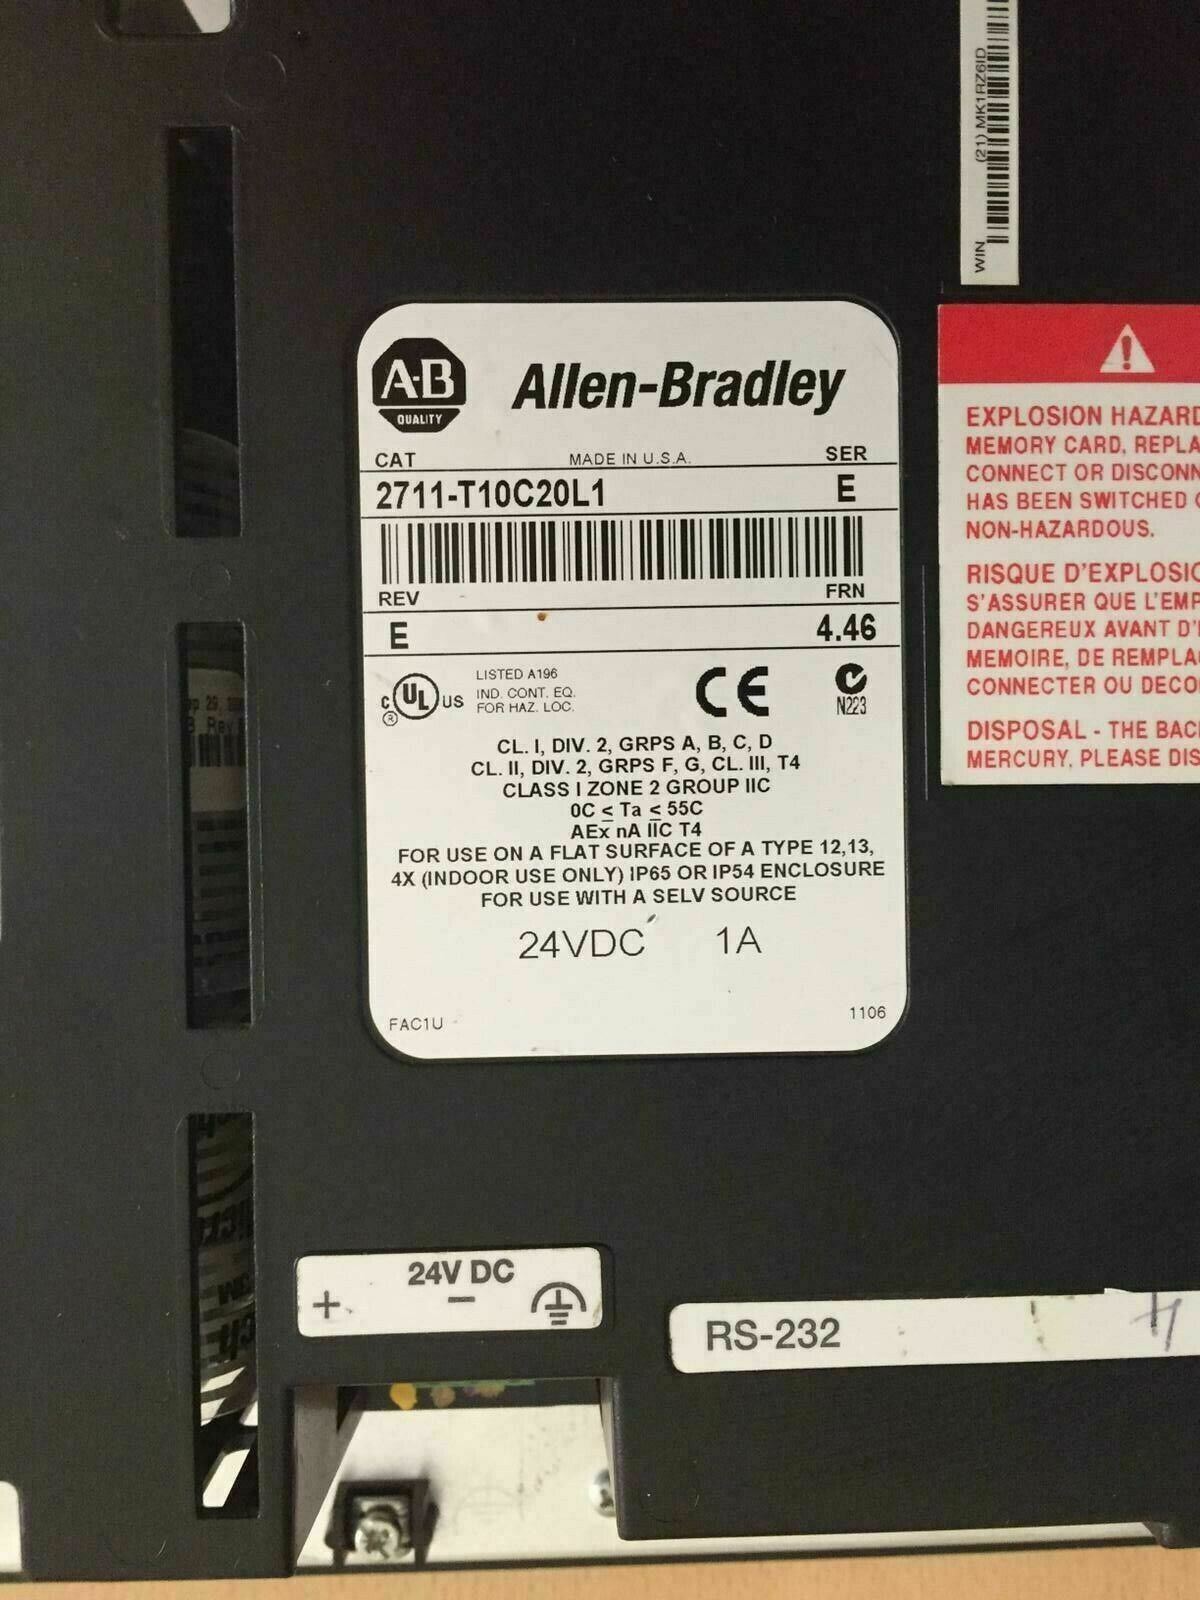 WIN (21) MK1RZ6ID
A-B
QUALITY
Allen-Bradley
CAT MADE IN U.S.A. SER
2711-T10C20L1 E
REV FRN
E 4.46
C UL US ®
LISTED A196
IND. CONT. EQ.
FOR HAZ. LOC.
CE
N223
CL. I, DIV. 2, GRPS A, B, C, D
CL. II, DIV. 2, GRPS F, G, CL. III, T4
CLASS I ZONE 2 GROUP IIC
0C ≤ Ta ≤ 55C
AEx nA IIC T4
FOR USE ON A FLAT SURFACE OF A TYPE 12,13,
4X (INDOOR USE ONLY) IP65 OR IP54 ENCLOSURE
FOR USE WITH A SELV SOURCE
24VDC 1A
FAC1U 1106
EXPLOSION HAZARD
MEMORY CARD, REPLA
CONNECT OR DISCONN
HAS BEEN SWITCHED
NON-HAZARDOUS.
RISQUE D'EXPLOSIO
S'ASSURER QUE L'EMP
DANGEREUX AVANT D'
MEMOIRE, DE REMPLA
CONNECTER OU DECO
DISPOSAL - THE BAC
MERCURY, PLEASE DIS
24V DC
+ −
RS-232